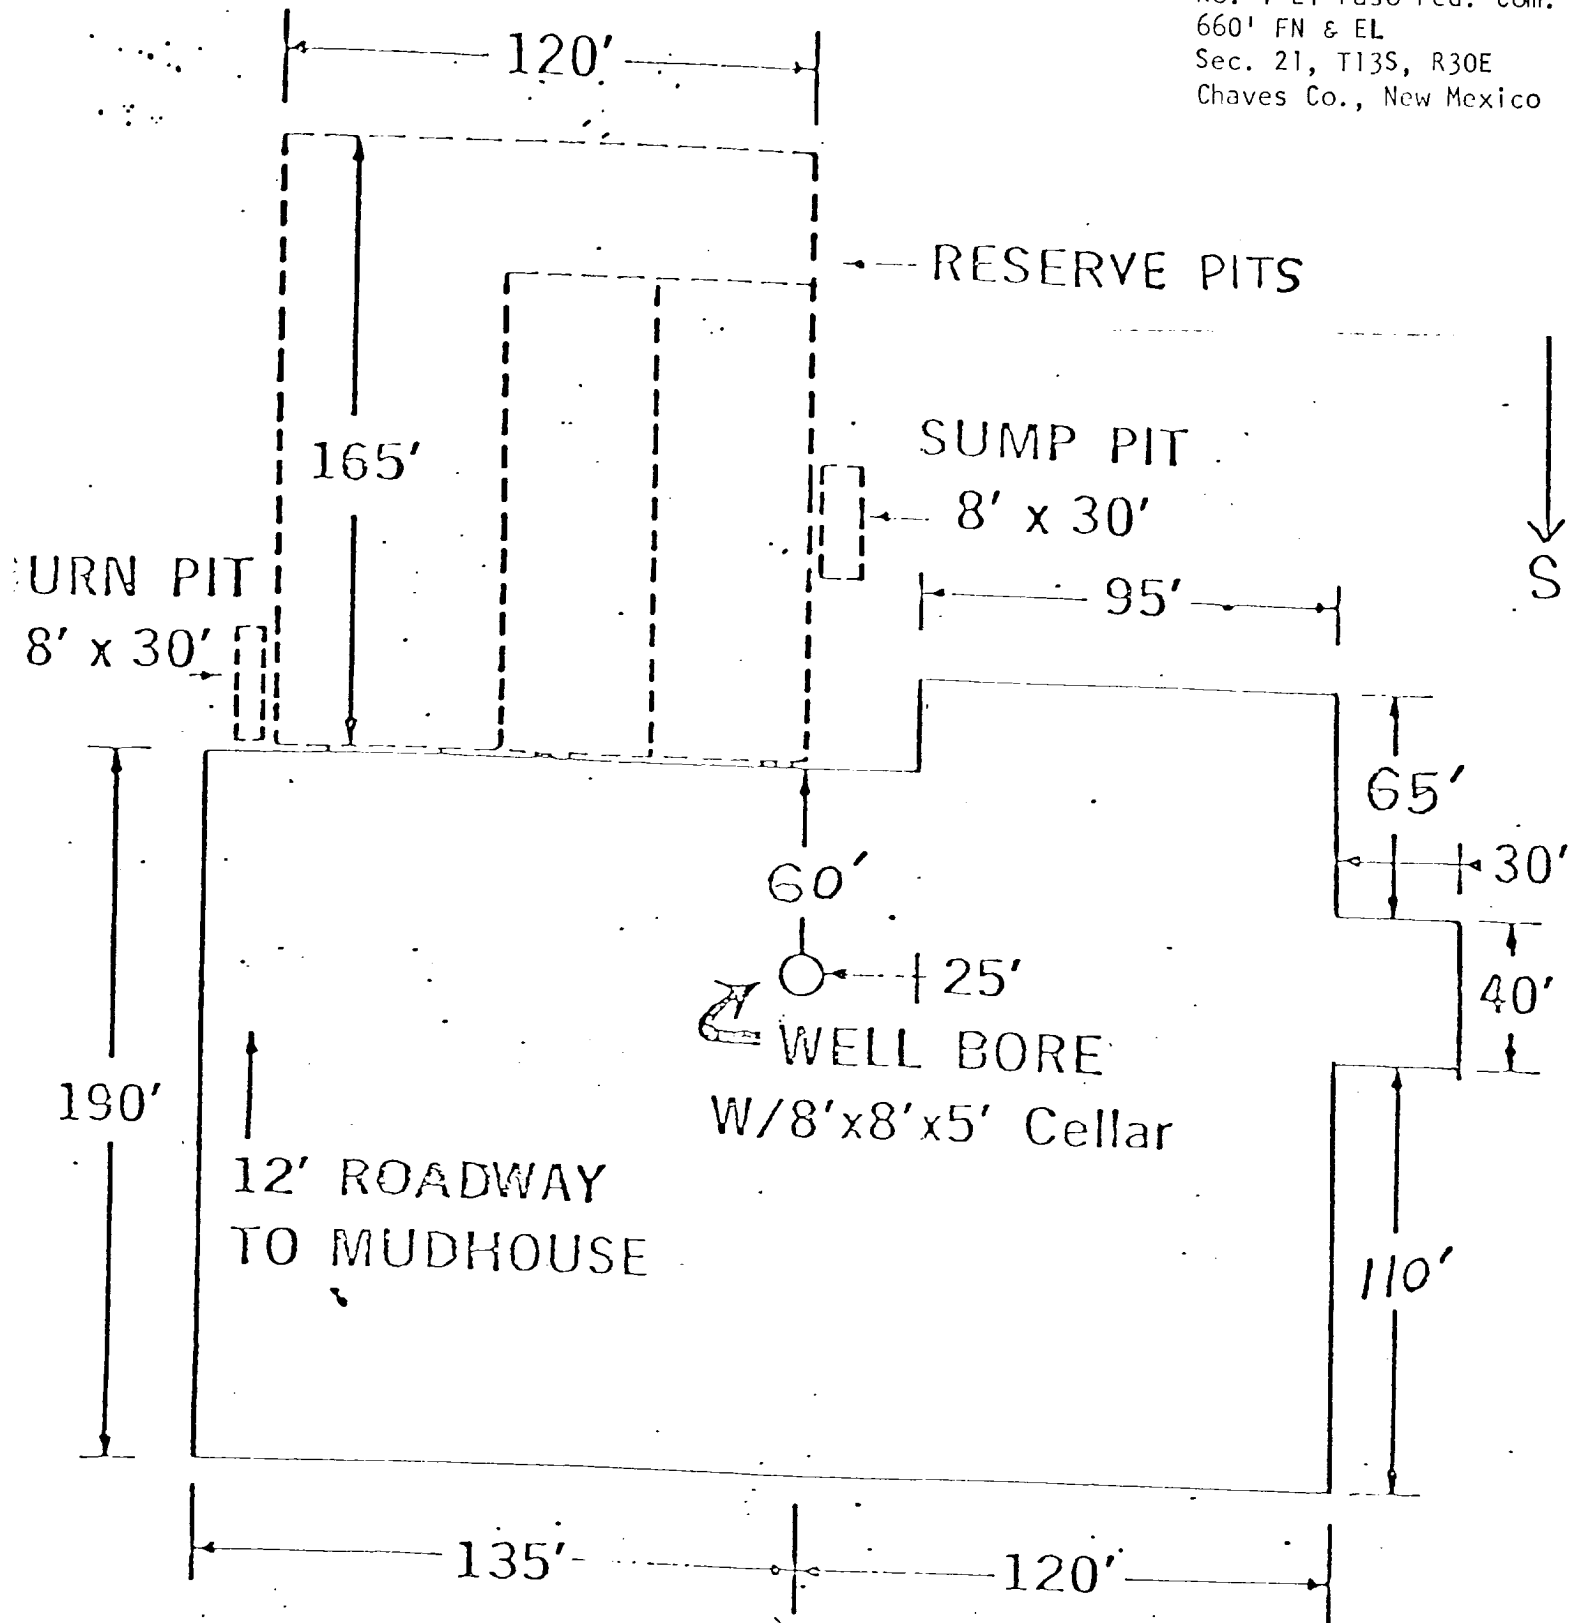 660' FN & EL
Sec. 21, T13S, R30E
Chaves Co., New Mexico
120'
RESERVE PITS
165'
SUMP PIT
8' x 30'
S
URN PIT
8' x 30'
95'
65'
30'
60'
25'
40'
WELL BORE
W/8'x8'x5' Cellar
190'
12' ROADWAY
TO MUDHOUSE
110'
135'
120'